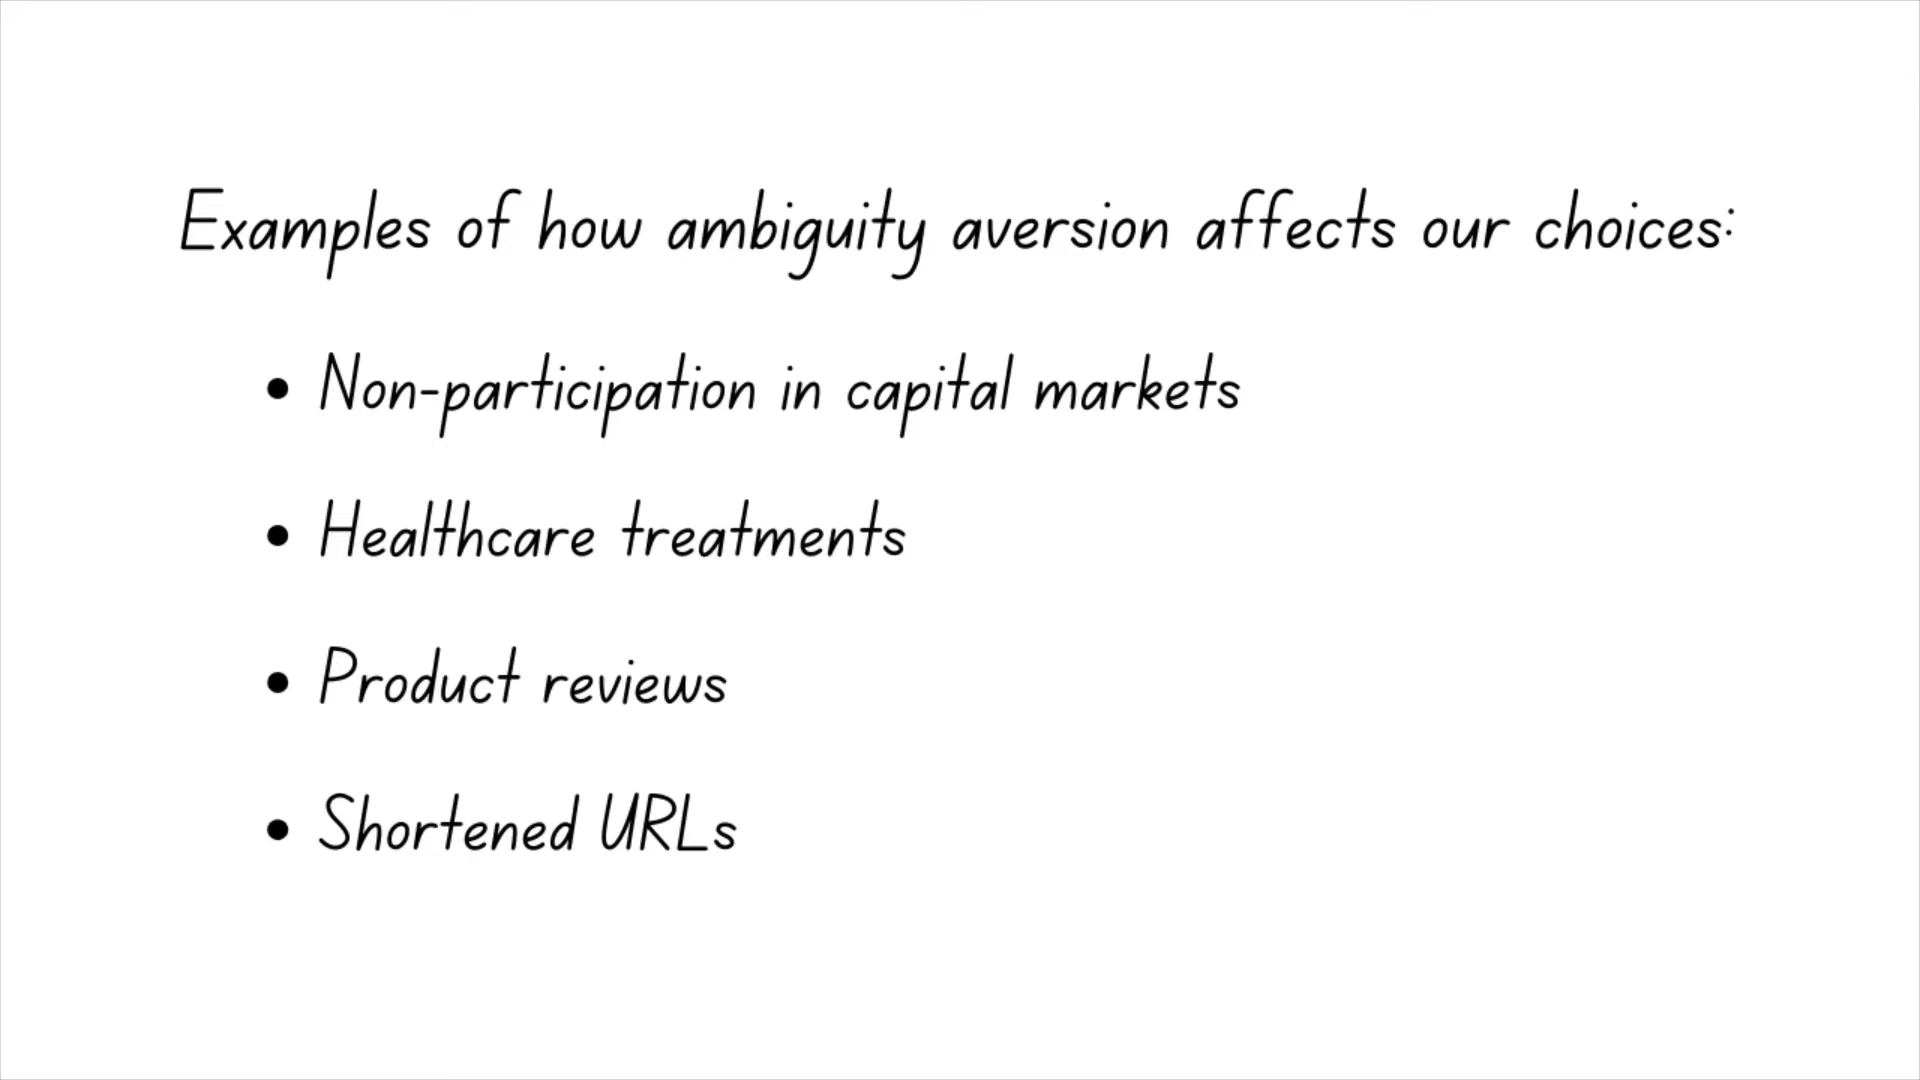 Examples of how ambiguity aversion affects our choices:
• Non-participation in capital markets
• Healthcare treatments
• Product reviews
• Shortened URLs